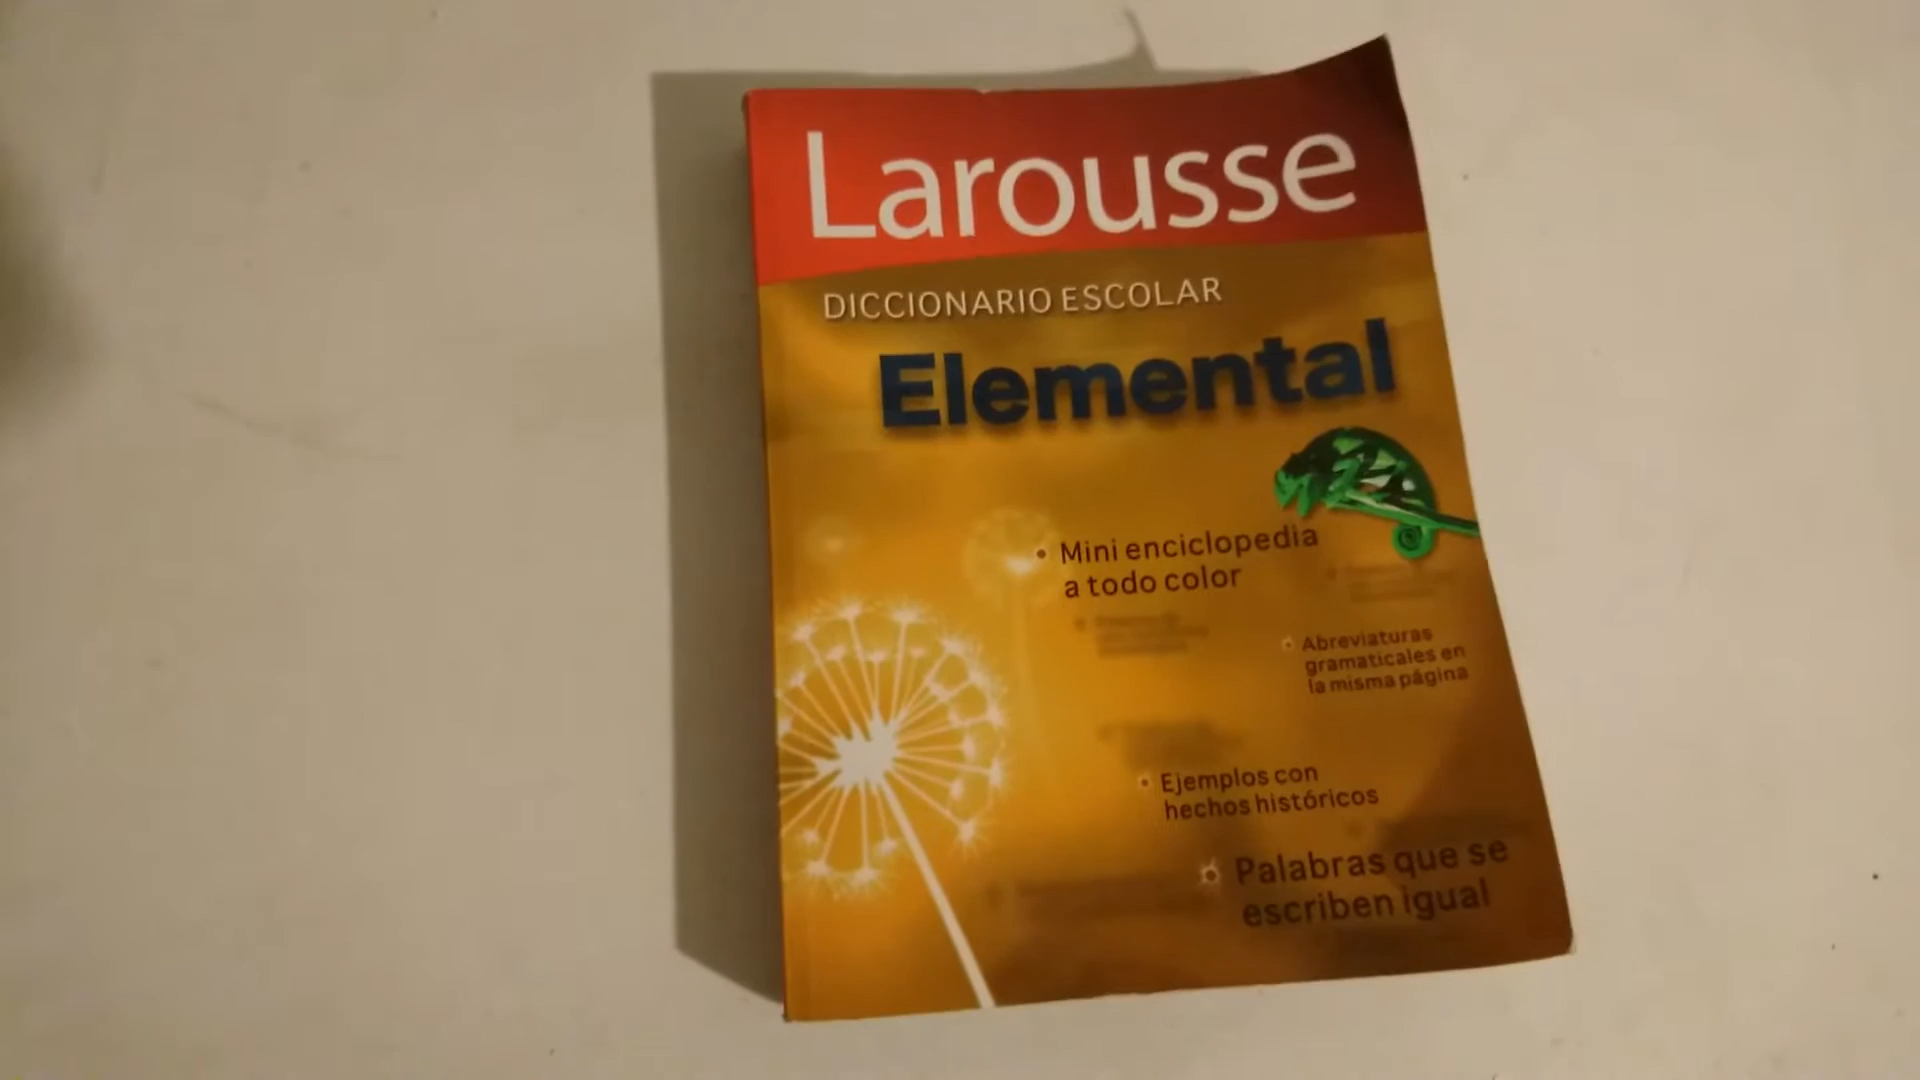 Larousse
DICCIONARIO ESCOLAR
Elemental
• Mini enciclopedia
a todo color
• Abreviaturas
gramaticales en
la misma página
• Ejemplos con
hechos históricos
• Palabras que se
escriben igual